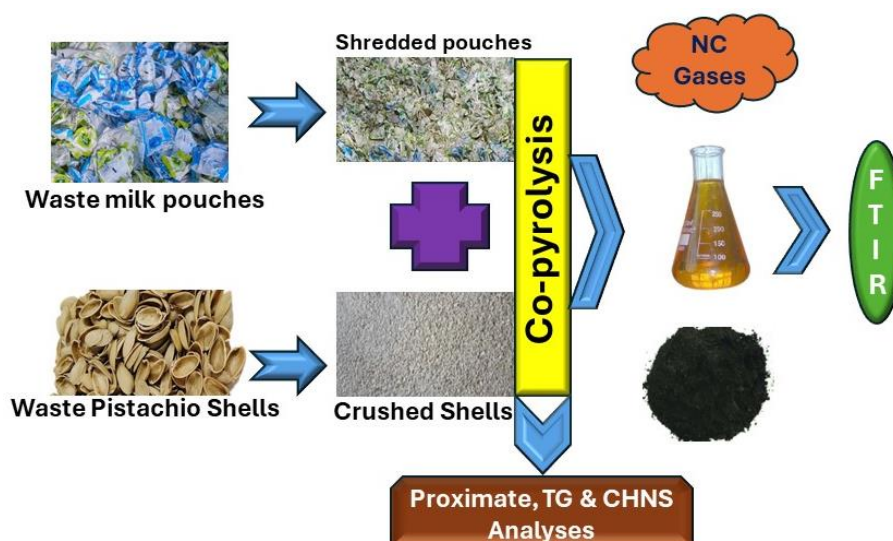 Shredded pouches
Waste milk pouches
Waste Pistachio Shells
Crushed Shells
Co-pyrolysis
NC
Gases
F
T
I
R
Proximate, TG & CHNS
Analyses